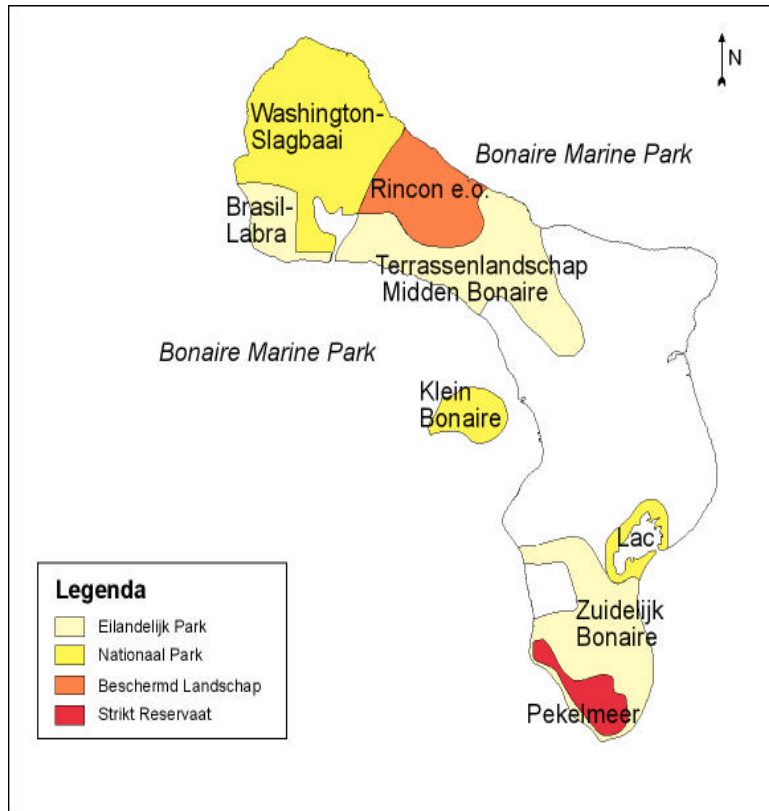 N
Washington-
Slagbaai
Bonaire Marine Park
Rincon e.o.
Brasil-
Labra
Terrassenlandschap
Midden Bonaire
Bonaire Marine Park
Klein
Bonaire
Lac
Zuidelijk
Bonaire
Pekelmeer
Legenda
Eilandelijk Park
Nationaal Park
Beschermd Landschap
Strikt Reservaat